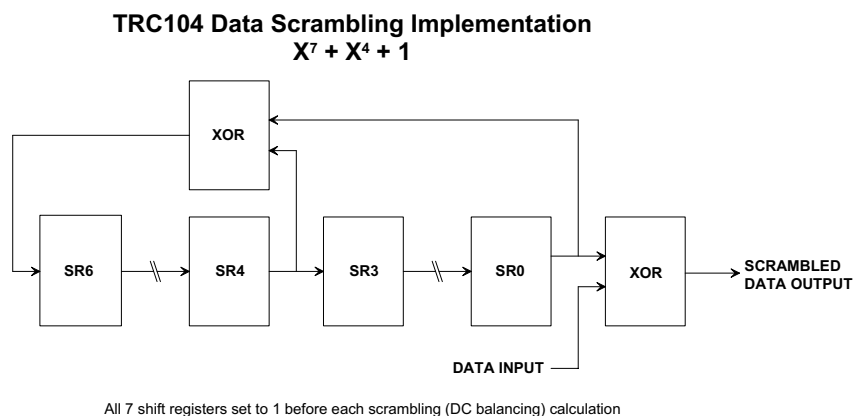 TRC104 Data Scrambling Implementation
X⁷ + X⁴ + 1
XOR
SR6
SR4
SR3
SR0
XOR
SCRAMBLED
DATA OUTPUT
DATA INPUT
All 7 shift registers set to 1 before each scrambling (DC balancing) calculation